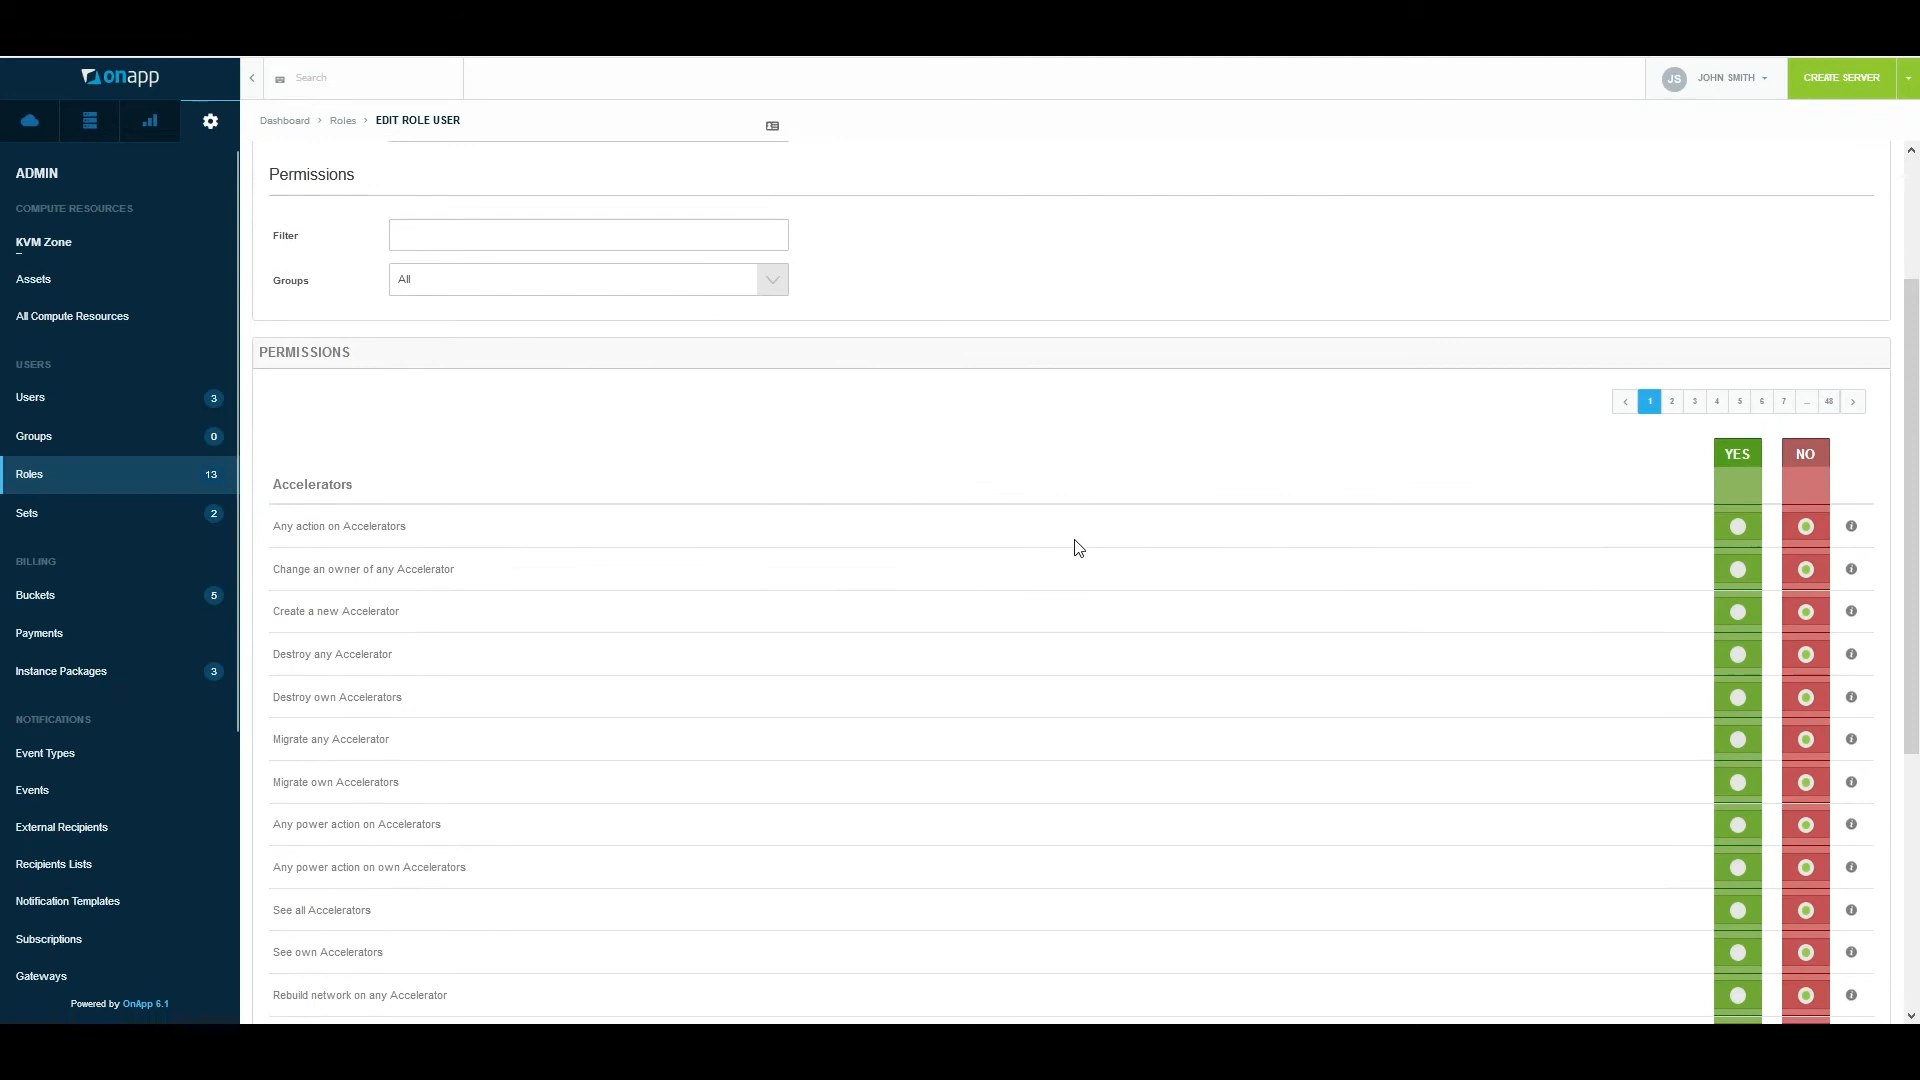 onapp
Search
JS JOHN SMITH
CREATE SERVER
Dashboard > Roles > EDIT ROLE USER
ADMIN
COMPUTE RESOURCES
KVM Zone
Assets
All Compute Resources
USERS
Users 3
Groups 0
Roles 13
Sets 2
BILLING
Buckets 5
Payments
Instance Packages 3
NOTIFICATIONS
Event Types
Events
External Recipients
Recipients Lists
Notification Templates
Subscriptions
Gateways
Powered by OnApp 6.1
Permissions
Filter
Groups All
PERMISSIONS
< 1 2 3 4 5 6 7 ... 48 >
YES NO
Accelerators
Any action on Accelerators
Change an owner of any Accelerator
Create a new Accelerator
Destroy any Accelerator
Destroy own Accelerators
Migrate any Accelerator
Migrate own Accelerators
Any power action on Accelerators
Any power action on own Accelerators
See all Accelerators
See own Accelerators
Rebuild network on any Accelerator